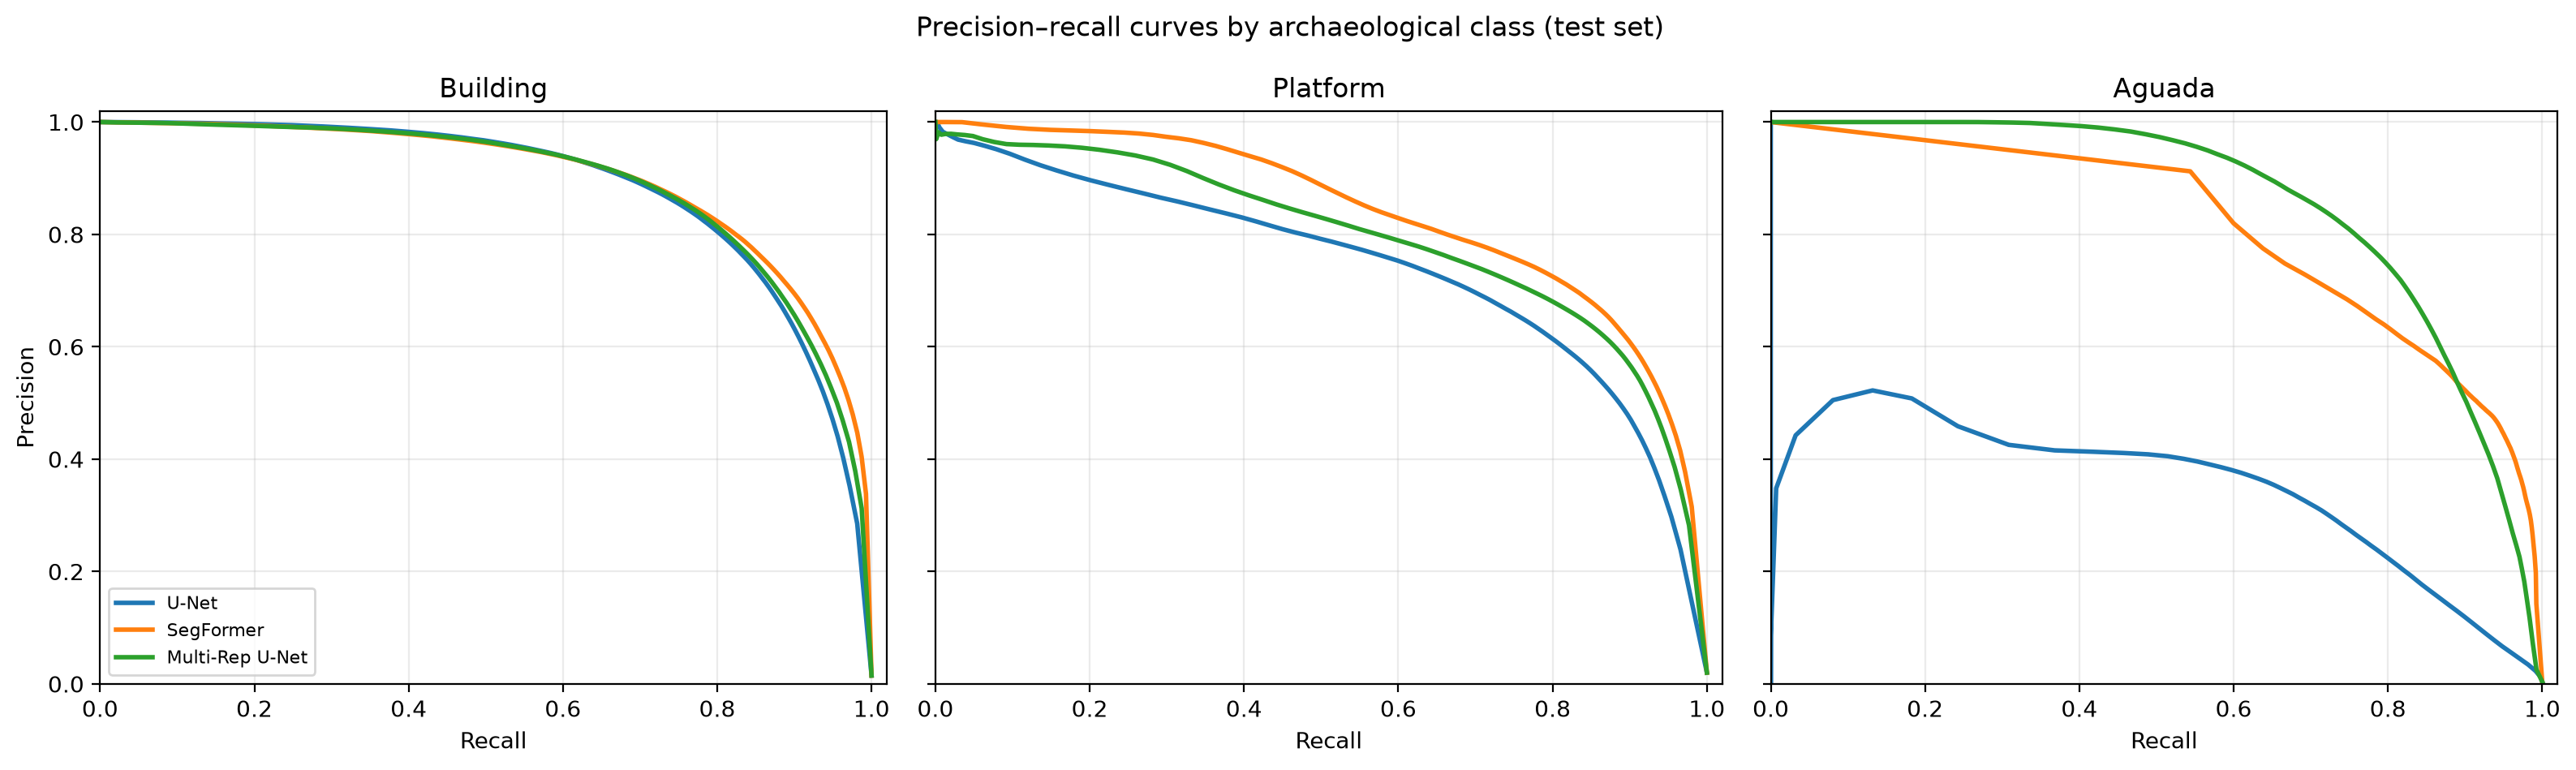 Precision–recall curves by archaeological class (test set)
Building
Precision
1.0
0.8
0.6
0.4
0.2
0.0
U-Net
SegFormer
Multi-Rep U-Net
0.0 0.2 0.4 0.6 0.8 1.0
Recall
Platform
0.0 0.2 0.4 0.6 0.8 1.0
Recall
Aguada
0.0 0.2 0.4 0.6 0.8 1.0
Recall